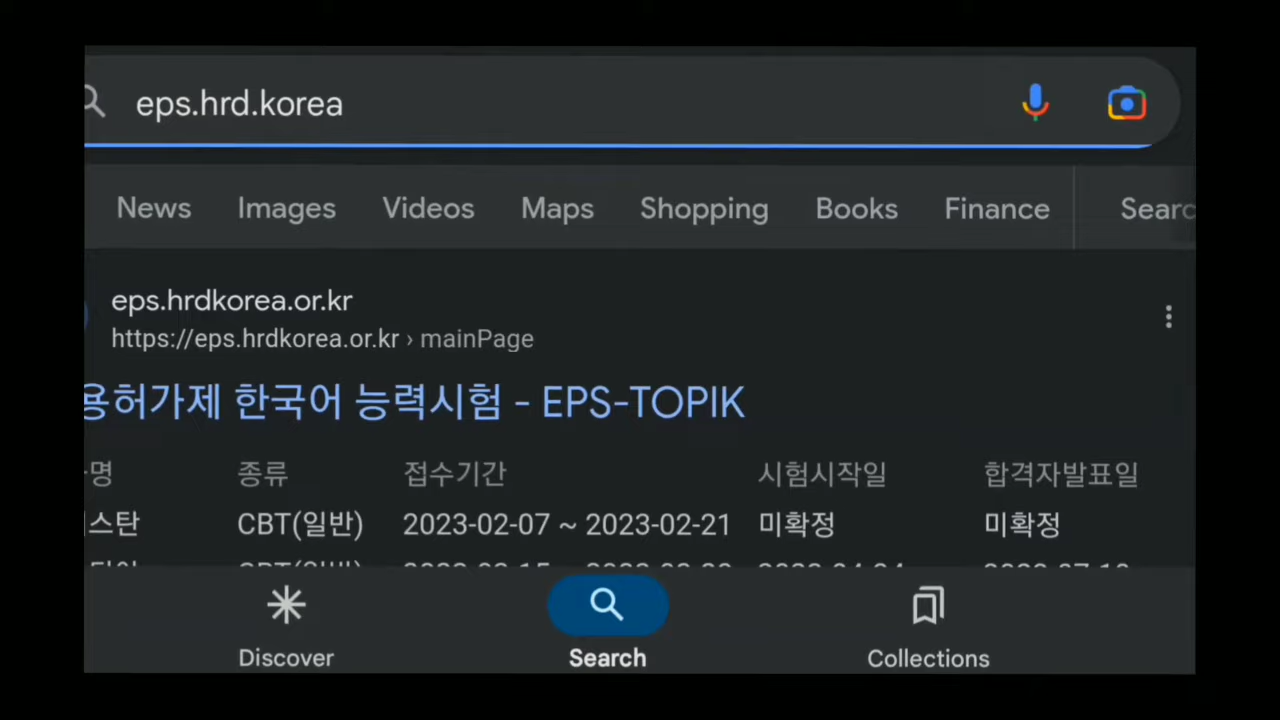 eps.hrd.korea
News Images Videos Maps Shopping Books Finance
eps.hrdkorea.or.kr
https://eps.hrdkorea.or.kr › mainPage
용허가제 한국어 능력시험 - EPS-TOPIK
명 종류 접수기간 시험시작일 합격자발표일
스탄 CBT(일반) 2023-02-07 ~ 2023-02-21 미확정 미확정
Discover Search Collections